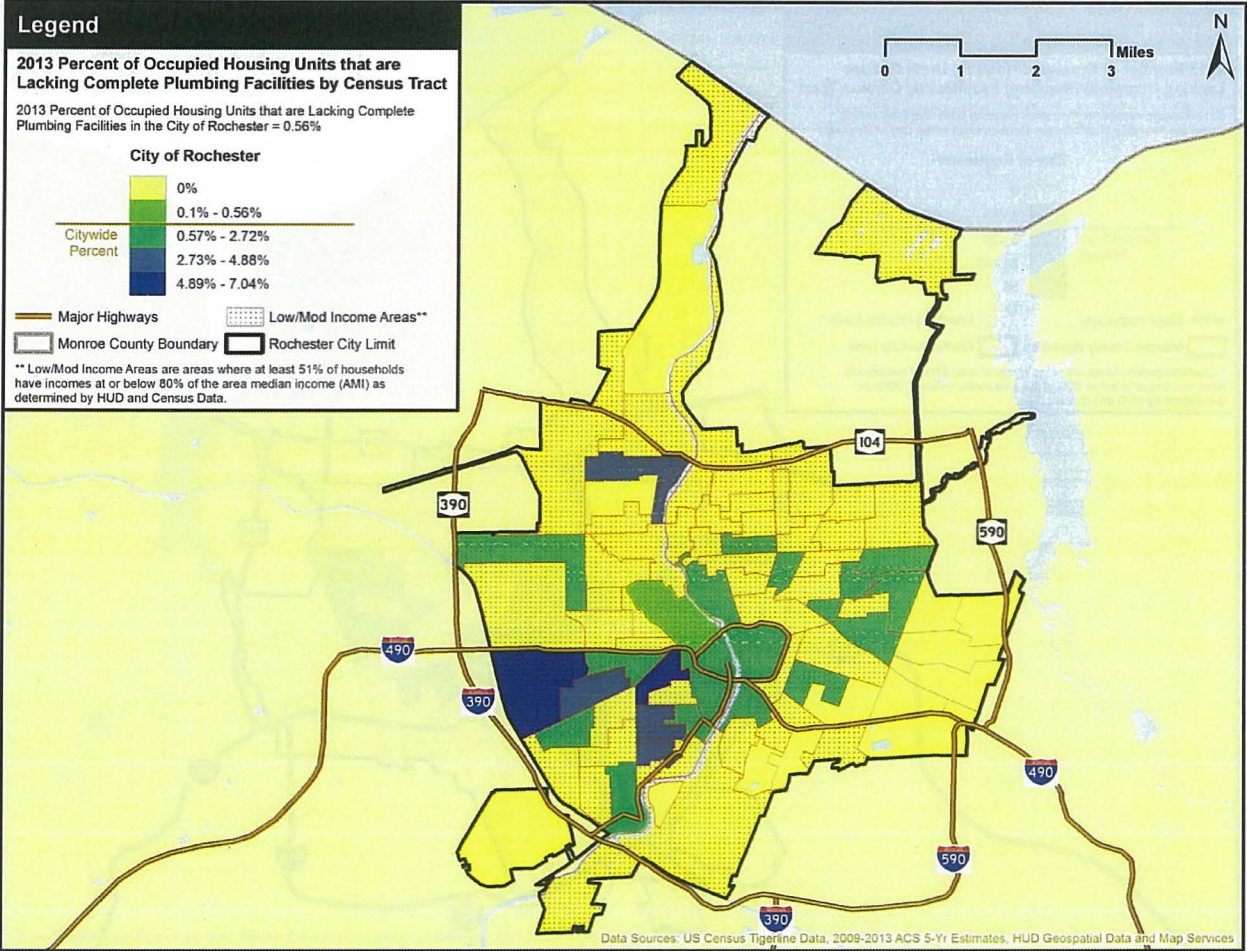 Legend
2013 Percent of Occupied Housing Units that are
Lacking Complete Plumbing Facilities by Census Tract
2013 Percent of Occupied Housing Units that are Lacking Complete
Plumbing Facilities in the City of Rochester = 0.56%
City of Rochester
0%
0.1% - 0.56%
Citywide
Percent
0.57% - 2.72%
2.73% - 4.88%
4.89% - 7.04%
Major Highways
Low/Mod Income Areas**
Monroe County Boundary
Rochester City Limit
** Low/Mod Income Areas are areas where at least 51% of households
have incomes at or below 80% of the area median income (AMI) as
determined by HUD and Census Data.
N
Miles
0 1 2 3
104
390
590
490
390
490
590
390
Data Sources: US Census Tigerline Data, 2009-2013 ACS 5-Yr Estimates, HUD Geospatial Data and Map Services